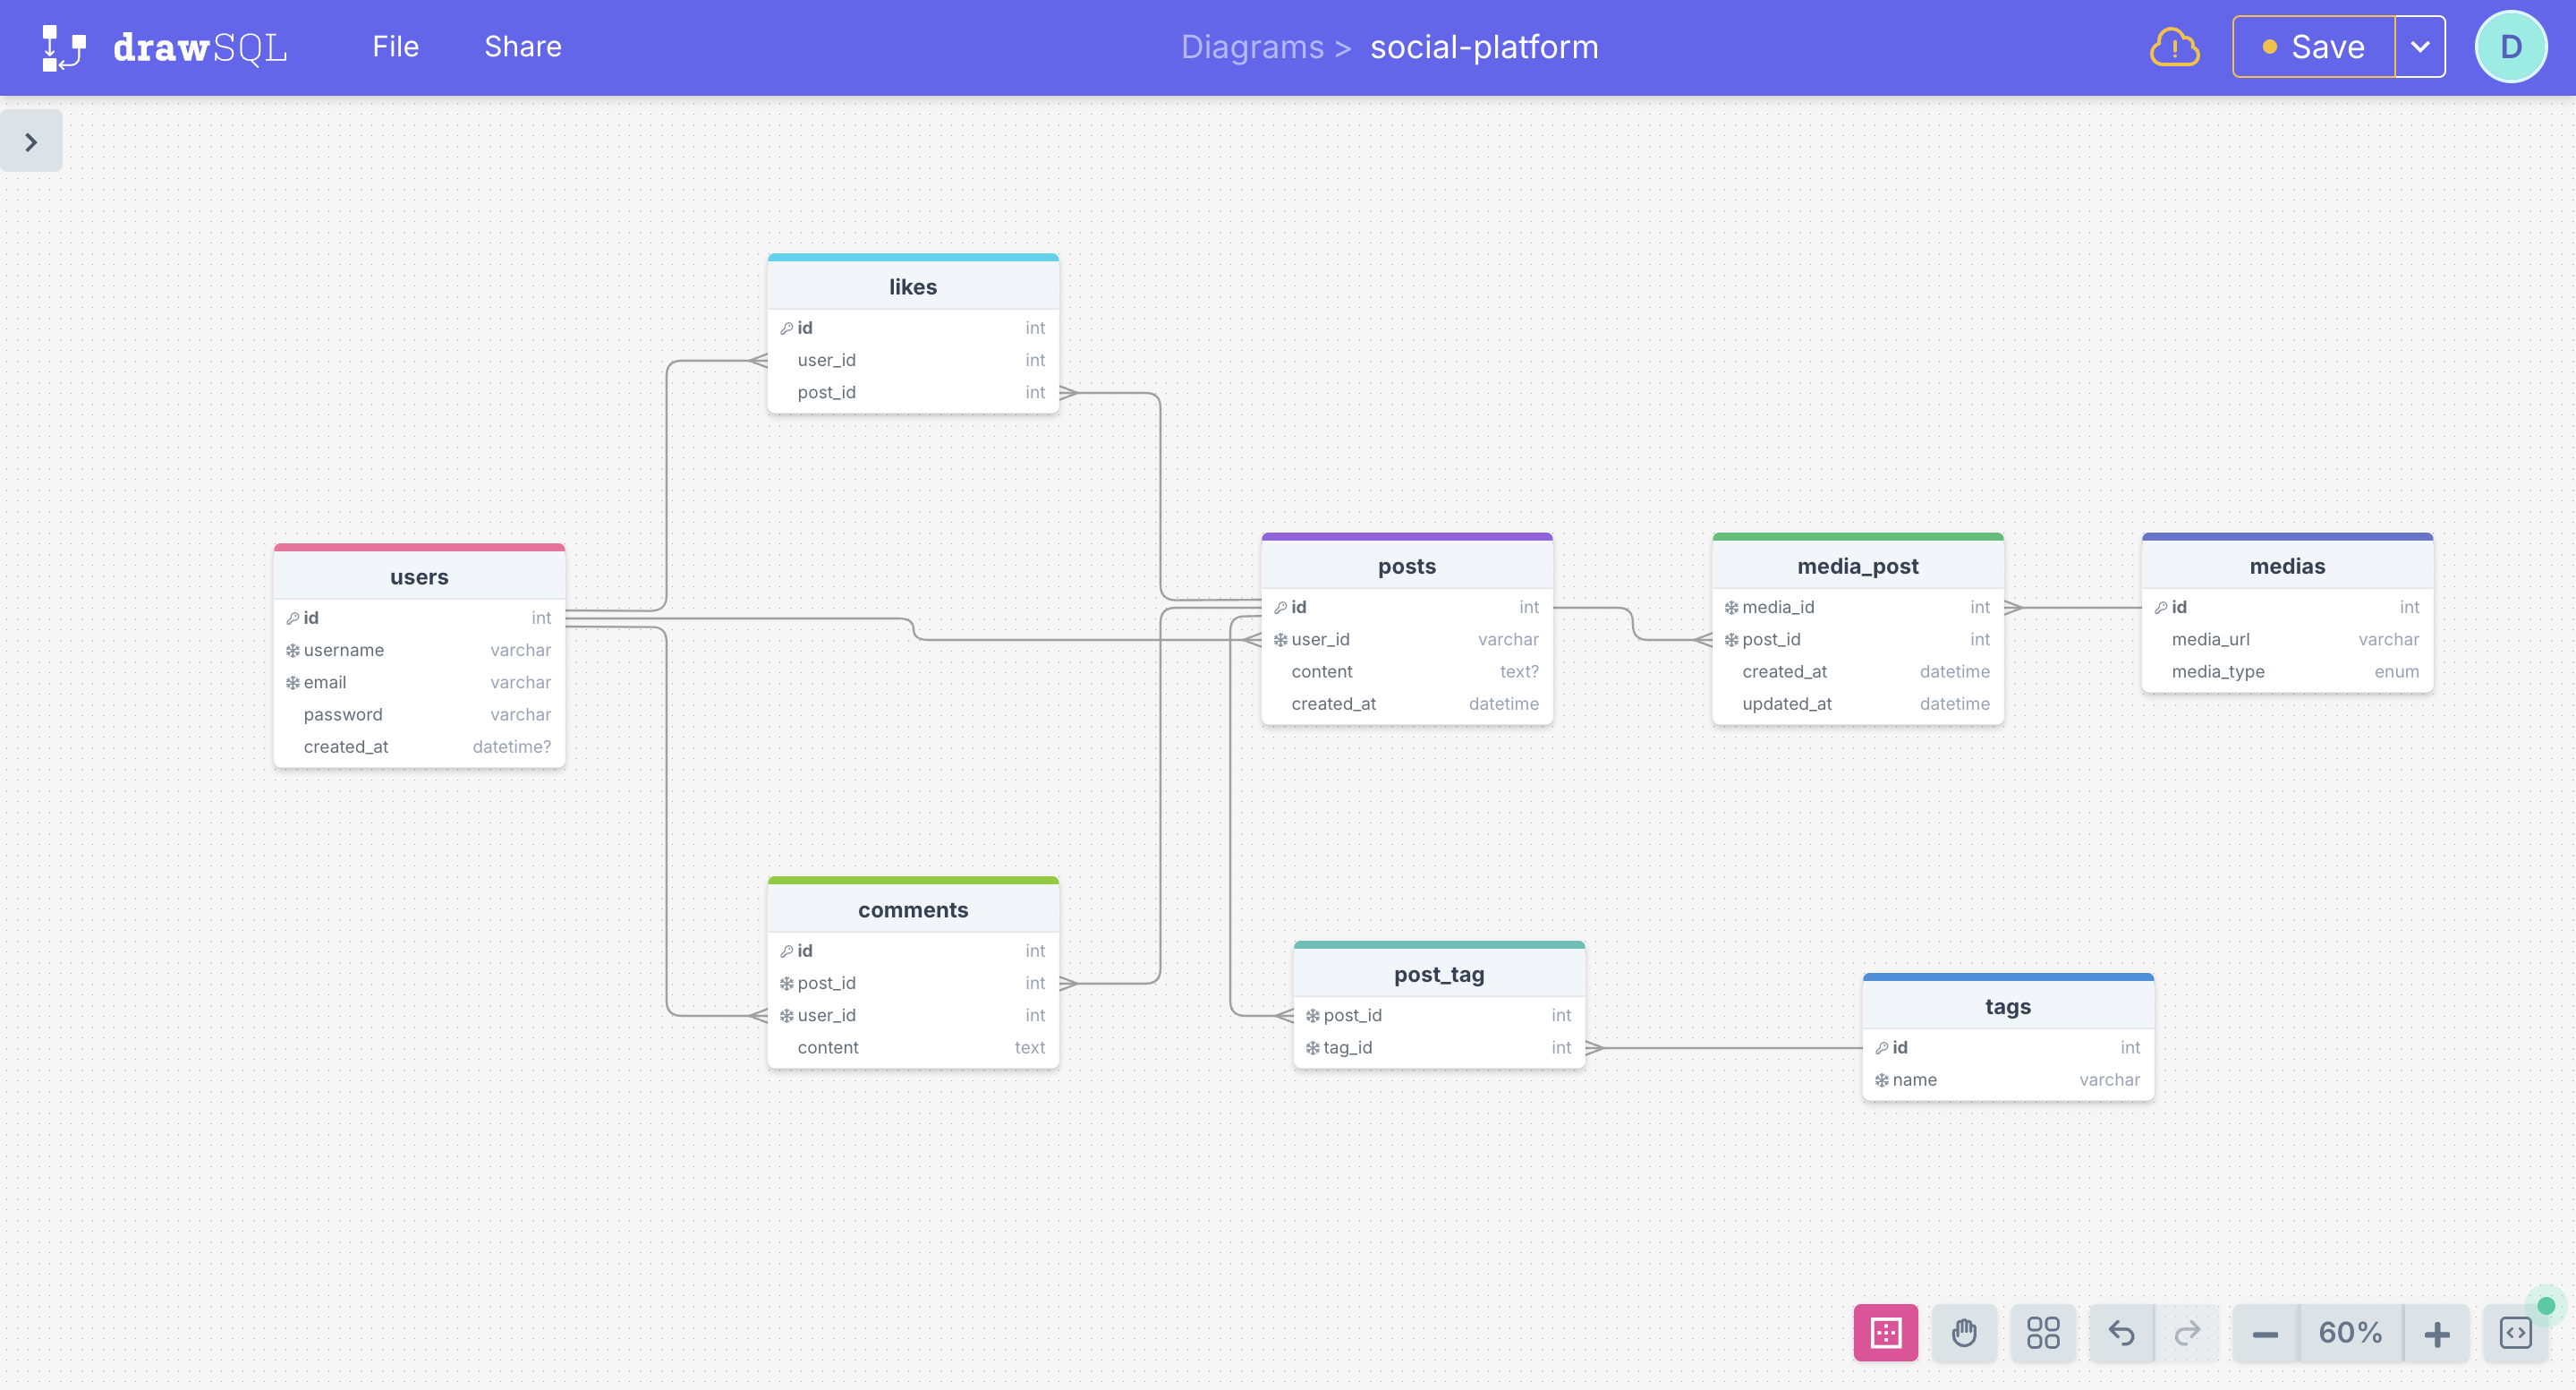 drawSQL File Share Diagrams > social-platform Save D
likes
id int
user_id int
post_id int
users
id int
username varchar
email varchar
password varchar
created_at datetime?
posts
id int
user_id varchar
content text?
created_at datetime
media_post
media_id int
post_id int
created_at datetime
updated_at datetime
medias
id int
media_url varchar
media_type enum
comments
id int
post_id int
user_id int
content text
post_tag
post_id int
tag_id int
tags
id int
name varchar
60%